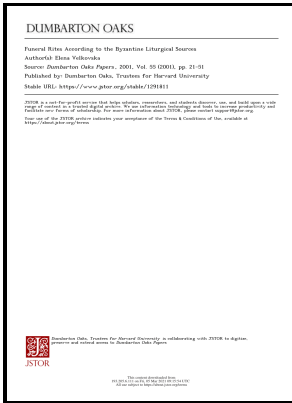 DUMBARTON OAKS
Funeral Rites According to the Byzantine Liturgical Sources
Author(s): Elena Velkovska
Source: Dumbarton Oaks Papers, 2001, Vol. 55 (2001), pp. 21-51
Published by: Dumbarton Oaks, Trustees for Harvard University
Stable URL: https://www.jstor.org/stable/1291811
JSTOR is a not-for-profit service that helps scholars, researchers, and students discover, use, and build upon a wide
range of content in a trusted digital archive. We use information technology and tools to increase productivity and
facilitate new forms of scholarship. For more information about JSTOR, please contact support@jstor.org.
Your use of the JSTOR archive indicates your acceptance of the Terms & Conditions of Use, available at
https://about.jstor.org/terms
Dumbarton Oaks, Trustees for Harvard University is collaborating with JSTOR to digitize,
preserve and extend access to Dumbarton Oaks Papers
JSTOR
This content downloaded from
All use subject to https://about.jstor.org/terms